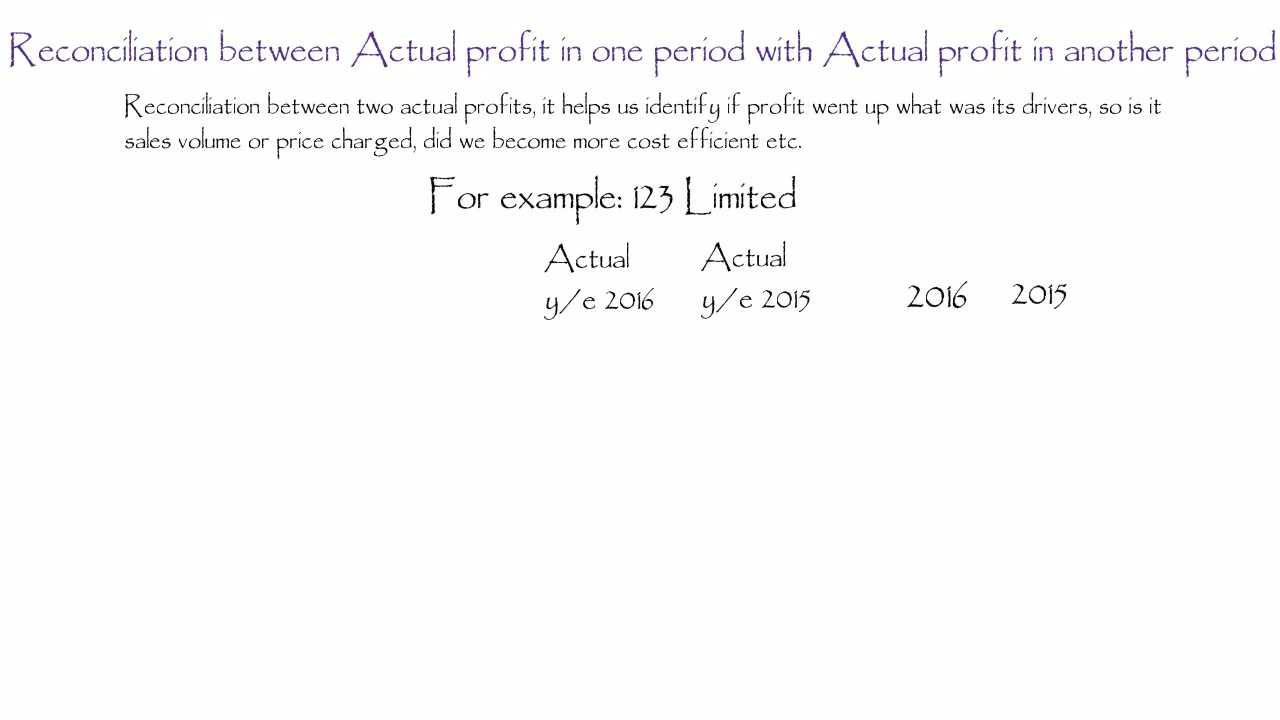 Reconciliation between Actual profit in one period with Actual profit in another period
Reconciliation between two actual profits, it helps us identify if profit went up what was its drivers, so is it
sales volume or price charged, did we become more cost efficient etc.
For example: 123 Limited
Actual Actual
y/e 2016 y/e 2015 2016 2015